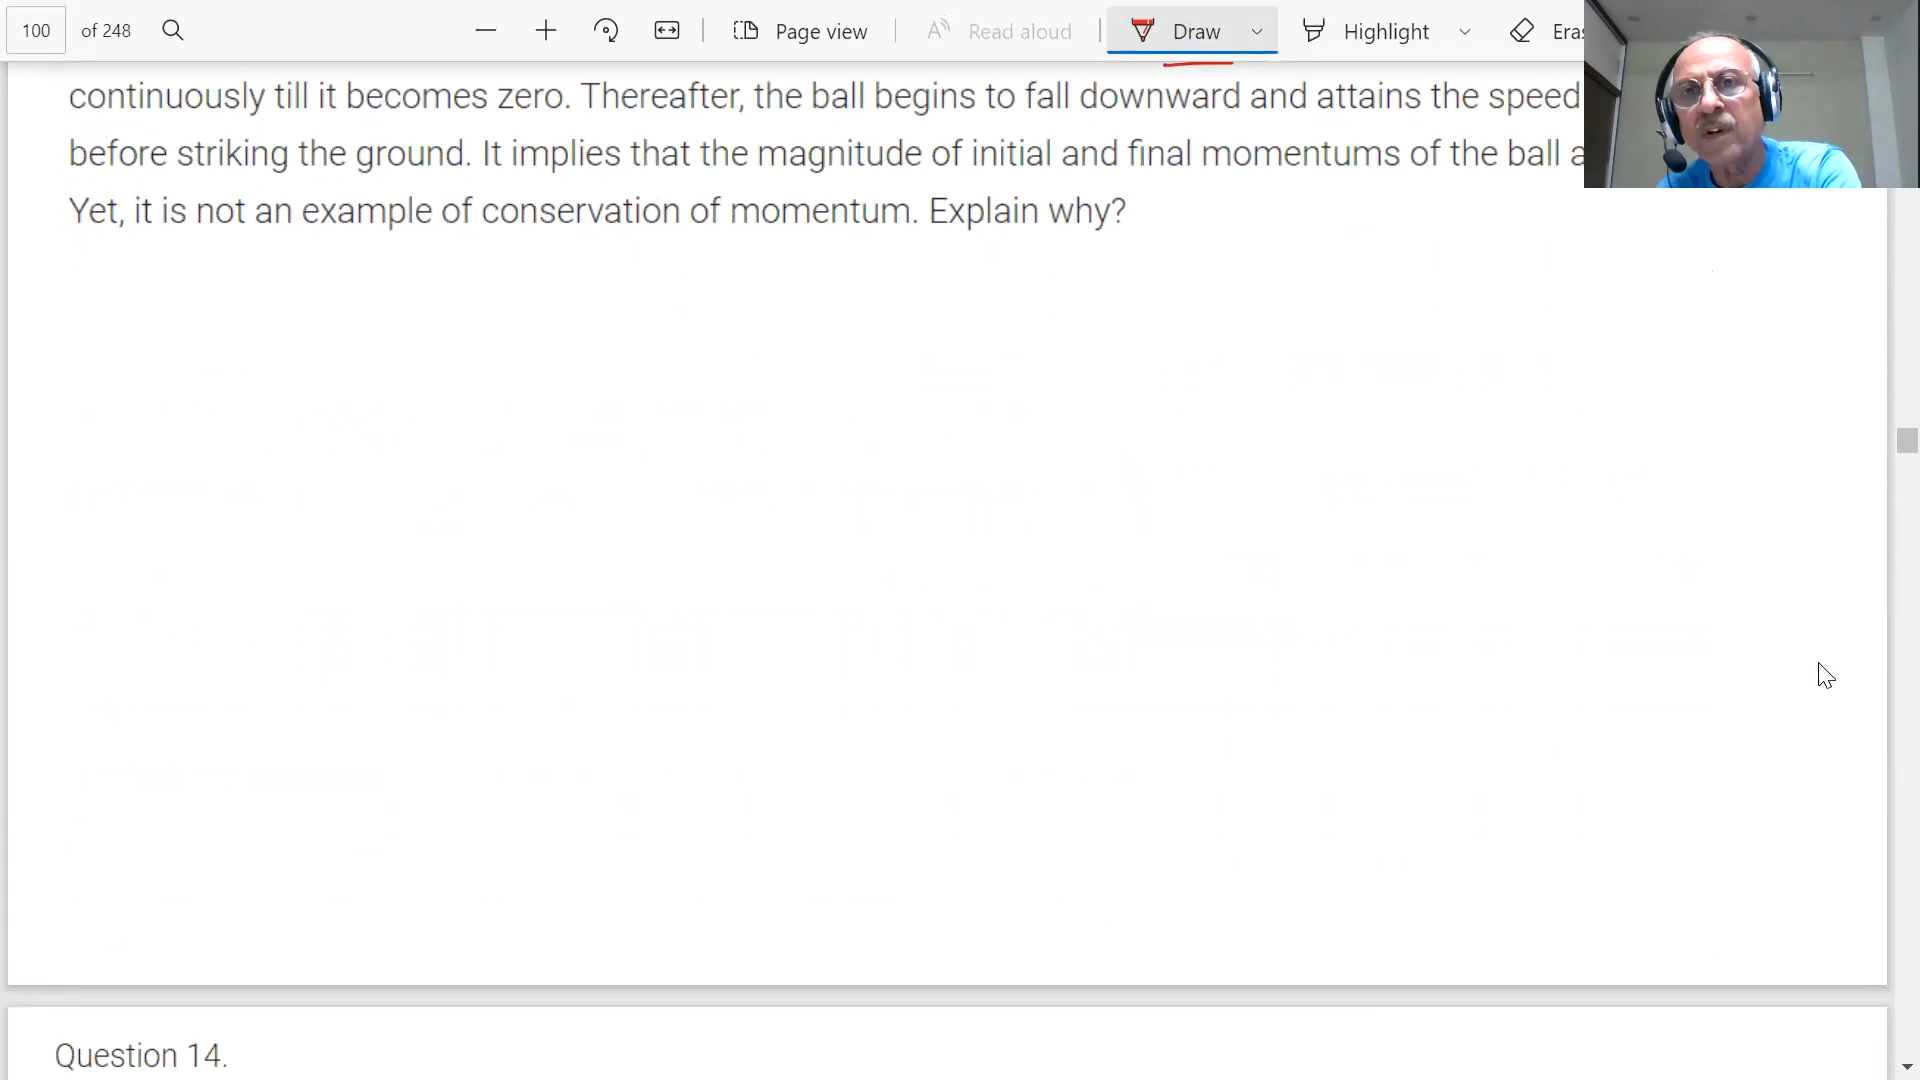 100 of 248 Page view Read aloud Draw Highlight
continuously till it becomes zero. Thereafter, the ball begins to fall downward and attains the speed
before striking the ground. It implies that the magnitude of initial and final momentums of the ball
Yet, it is not an example of conservation of momentum. Explain why?
Question 14.